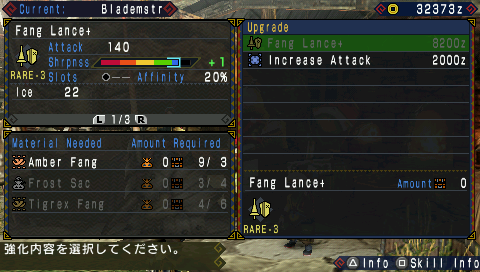 Current: Blademstr
32373z
Fang Lance+
Attack 140
Shrpnss +1
RARE-3 Slots ●—— Affinity 20%
Ice 22
L 1/3 R
Upgrade
Fang Lance+ 8200z
Increase Attack 2000z
Material Needed Amount Required
Amber Fang 0 9/ 3
Frost Sac 0 3/ 4
Tigrex Fang 0 4/ 6
Fang Lance+ Amount 0
RARE-3
強化内容を選択してください。
△Info □Skill Info